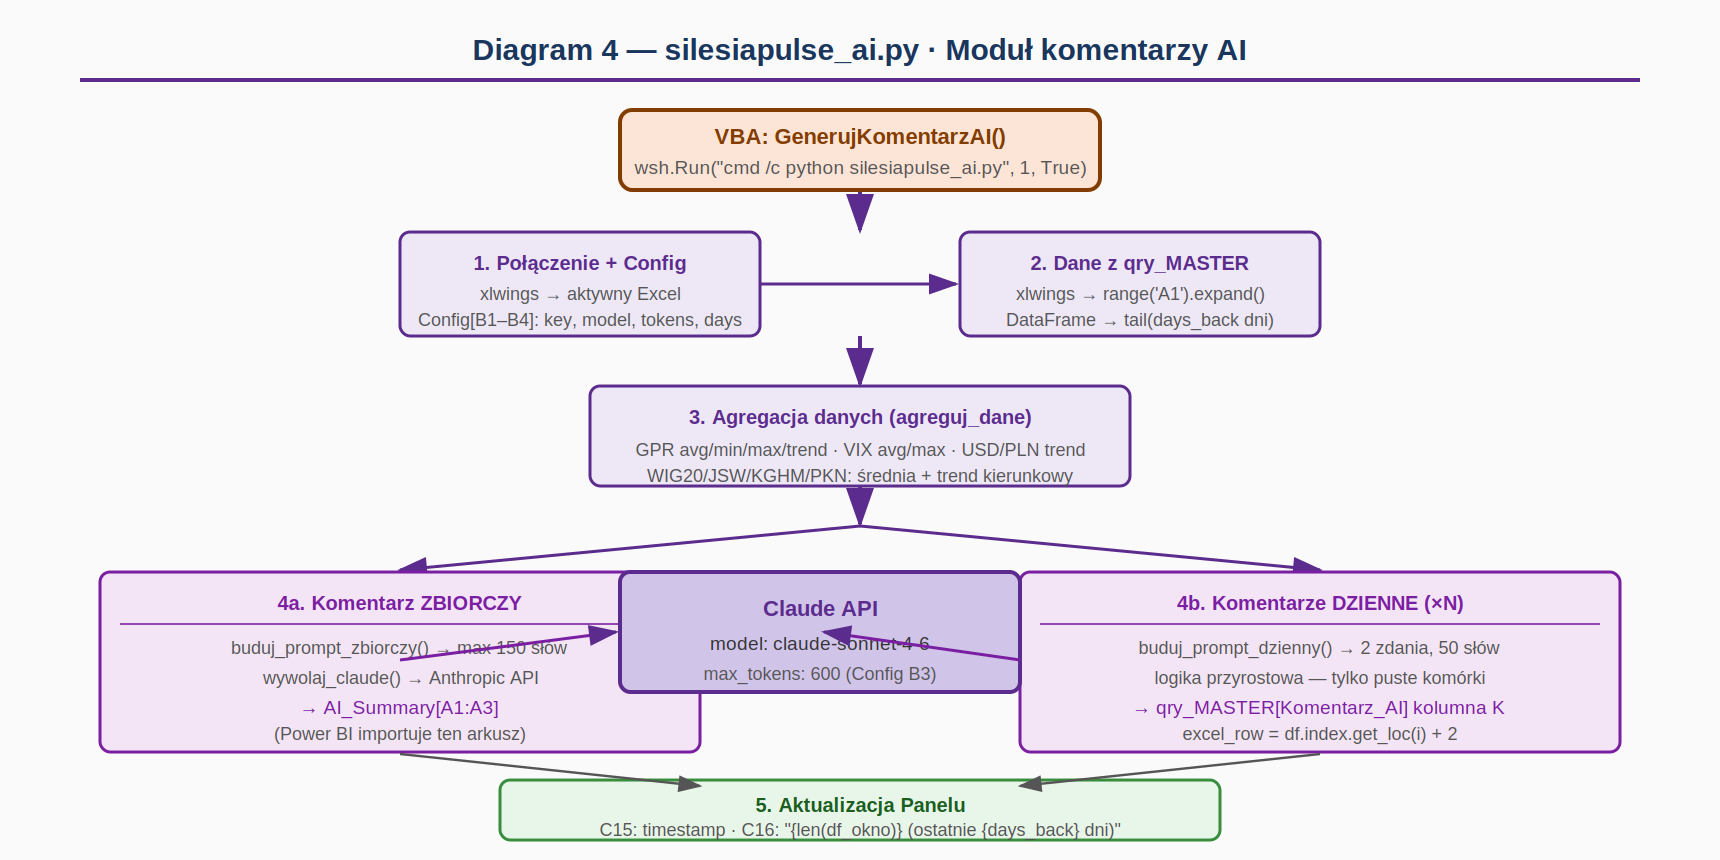 Diagram 4 — silesiapulse_ai.py · Moduł komentarzy AI
VBA: GenerujKomentarzAI()
wsh.Run("cmd /c python silesiapulse_ai.py", 1, True)
1. Połączenie + Config
xlwings → aktywny Excel
Config[B1–B4]: key, model, tokens, days
2. Dane z qry_MASTER
xlwings → range('A1').expand()
DataFrame → tail(days_back dni)
3. Agregacja danych (agreguj_dane)
GPR avg/min/max/trend · VIX avg/max · USD/PLN trend
WIG20/JSW/KGHM/PKN: średnia + trend kierunkowy
4a. Komentarz ZBIORCZY
buduj_prompt_zbiorczy() → max 150 słów
wywolaj_claude() → Anthropic API
→ AI_Summary[A1:A3]
(Power BI importuje ten arkusz)
Claude API
model: claude-sonnet-4-6
max_tokens: 600 (Config B3)
4b. Komentarze DZIENNE (×N)
buduj_prompt_dzienny() → 2 zdania, 50 słów
logika przyrostowa — tylko puste komórki
→ qry_MASTER[Komentarz_AI] kolumna K
excel_row = df.index.get_loc(i) + 2
5. Aktualizacja Panelu
C15: timestamp · C16: "{len(df_okno)} (ostatnie {days_back} dni)"